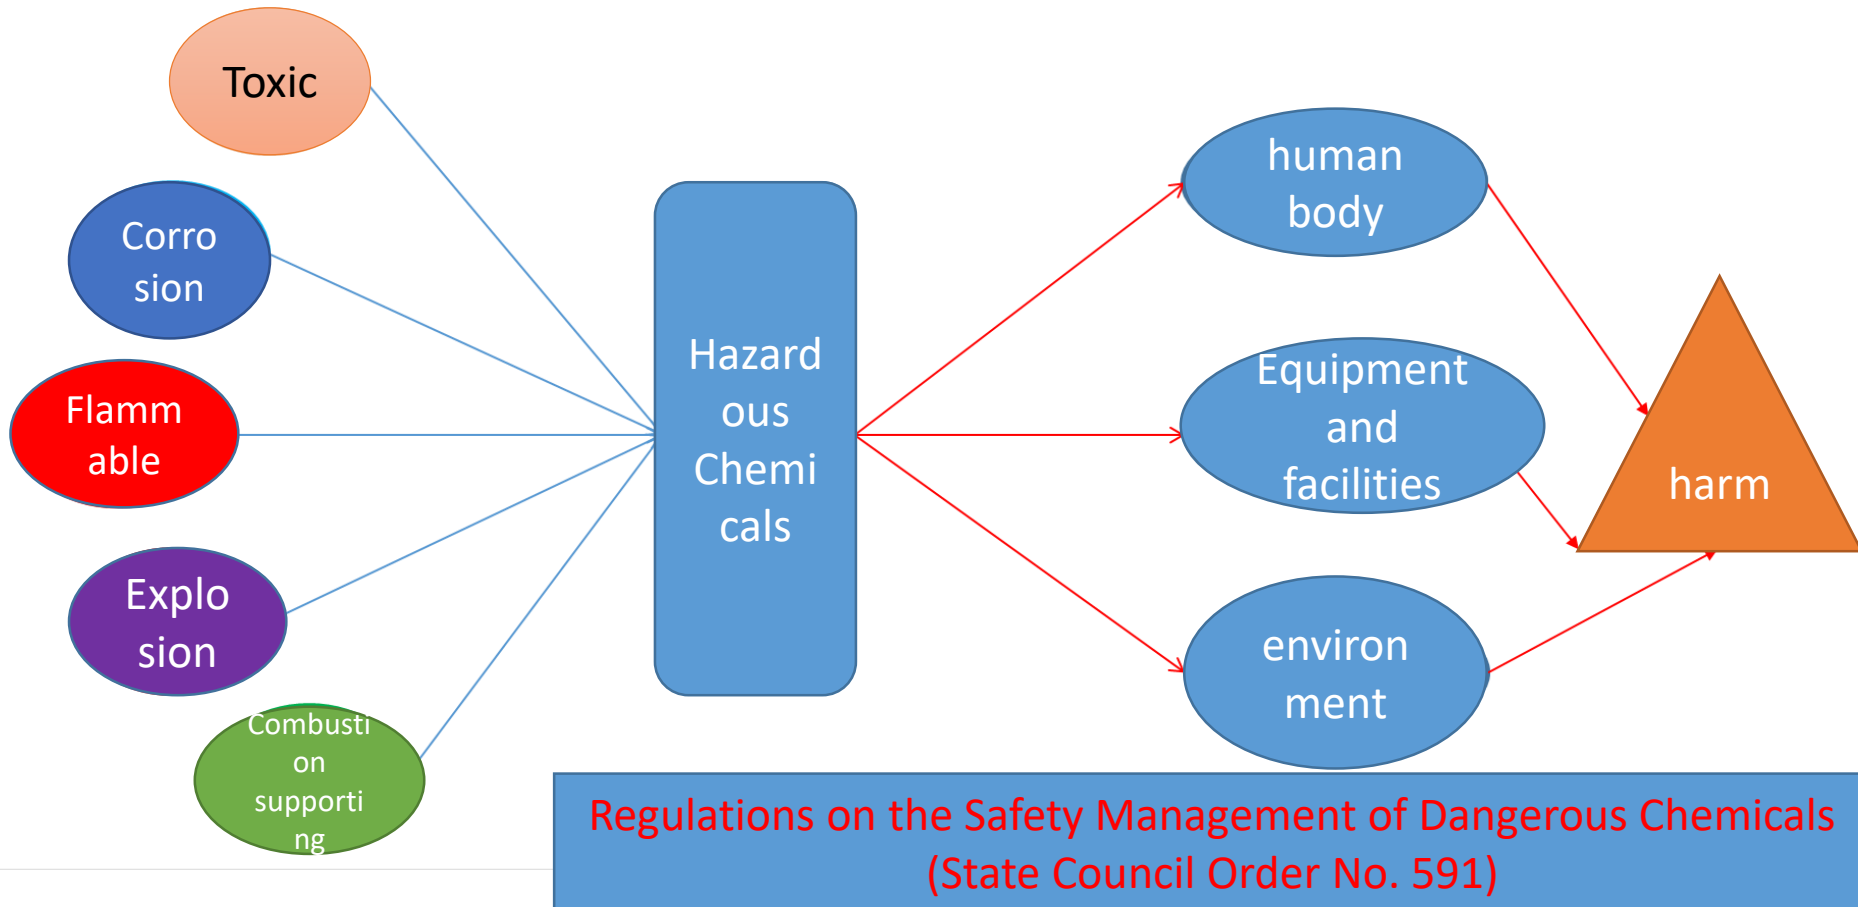 Toxic
Corro
sion
Flamm
able
Explo
sion
Combusti
on
supporti
ng
Hazard
ous
Chemi
cals
human
body
Equipment
and
facilities
environ
ment
harm
Regulations on the Safety Management of Dangerous Chemicals
(State Council Order No. 591)